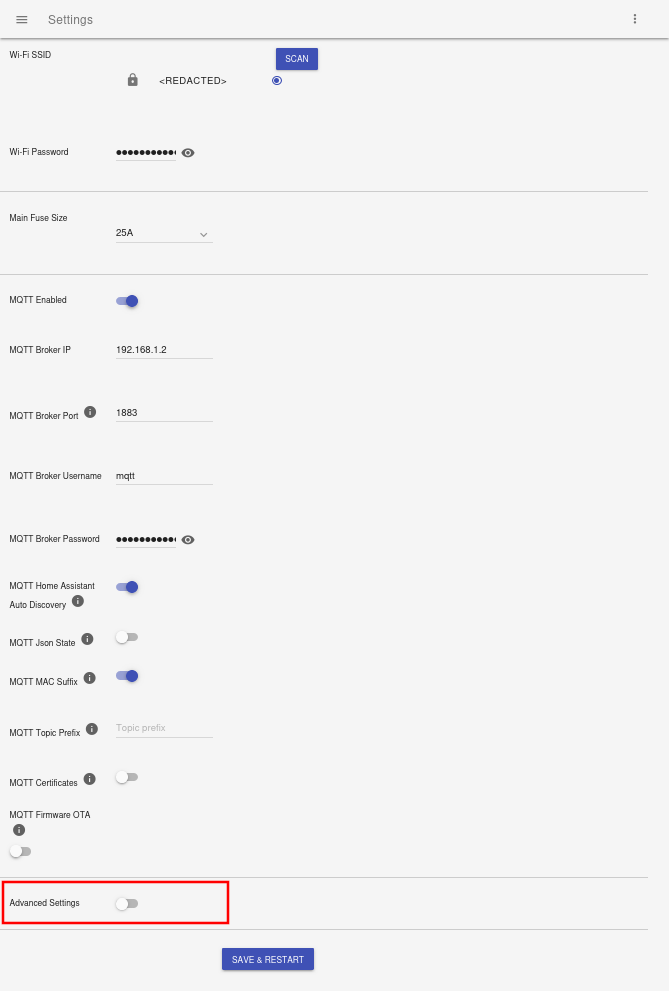 Settings
Wi-Fi SSID
SCAN
<REDACTED>
Wi-Fi Password
●●●●●●●●●●●
Main Fuse Size
25A
MQTT Enabled
MQTT Broker IP
192.168.1.2
MQTT Broker Port
1883
MQTT Broker Username
mqtt
MQTT Broker Password
●●●●●●●●●●●
MQTT Home Assistant
Auto Discovery
MQTT Json State
MQTT MAC Suffix
MQTT Topic Prefix
Topic prefix
MQTT Certificates
MQTT Firmware OTA
Advanced Settings
SAVE & RESTART